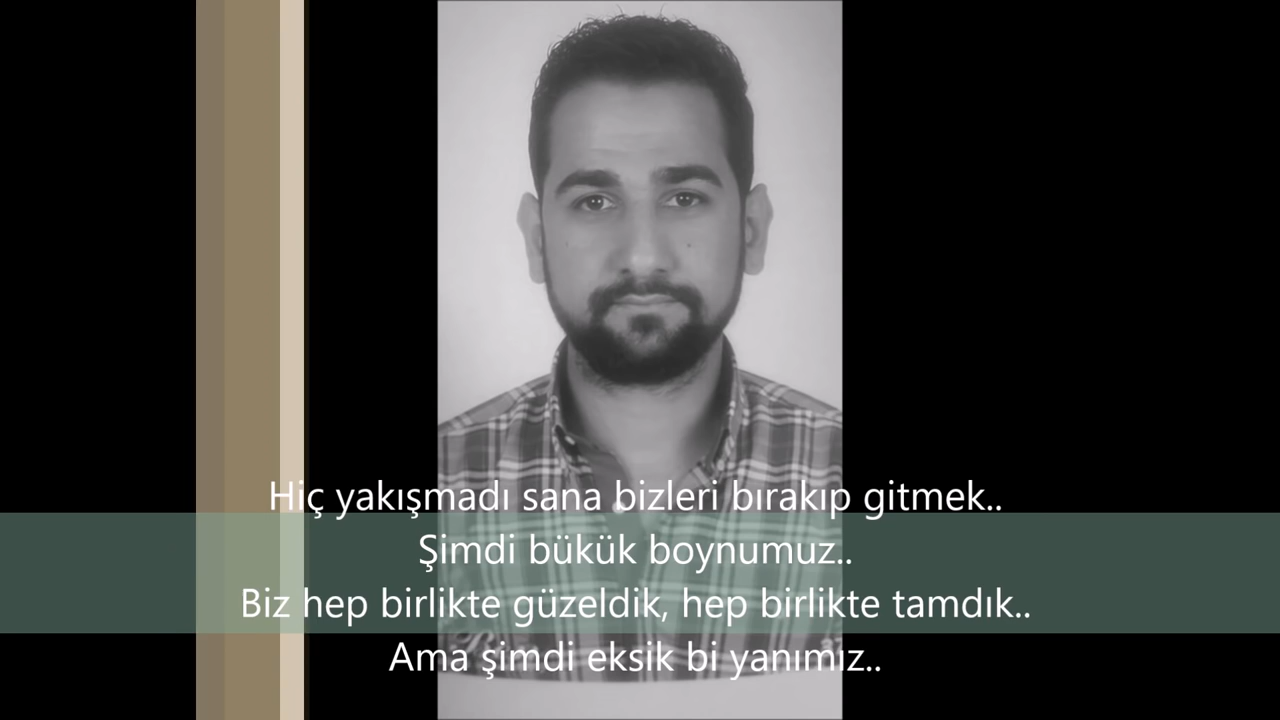 Hiç yakışmadı sana bizleri bırakıp gitmek..
Şimdi bükük boynumuz..
Biz hep birlikte güzeldik, hep birlikte tamdık..
Ama şimdi eksik bi yanımız..